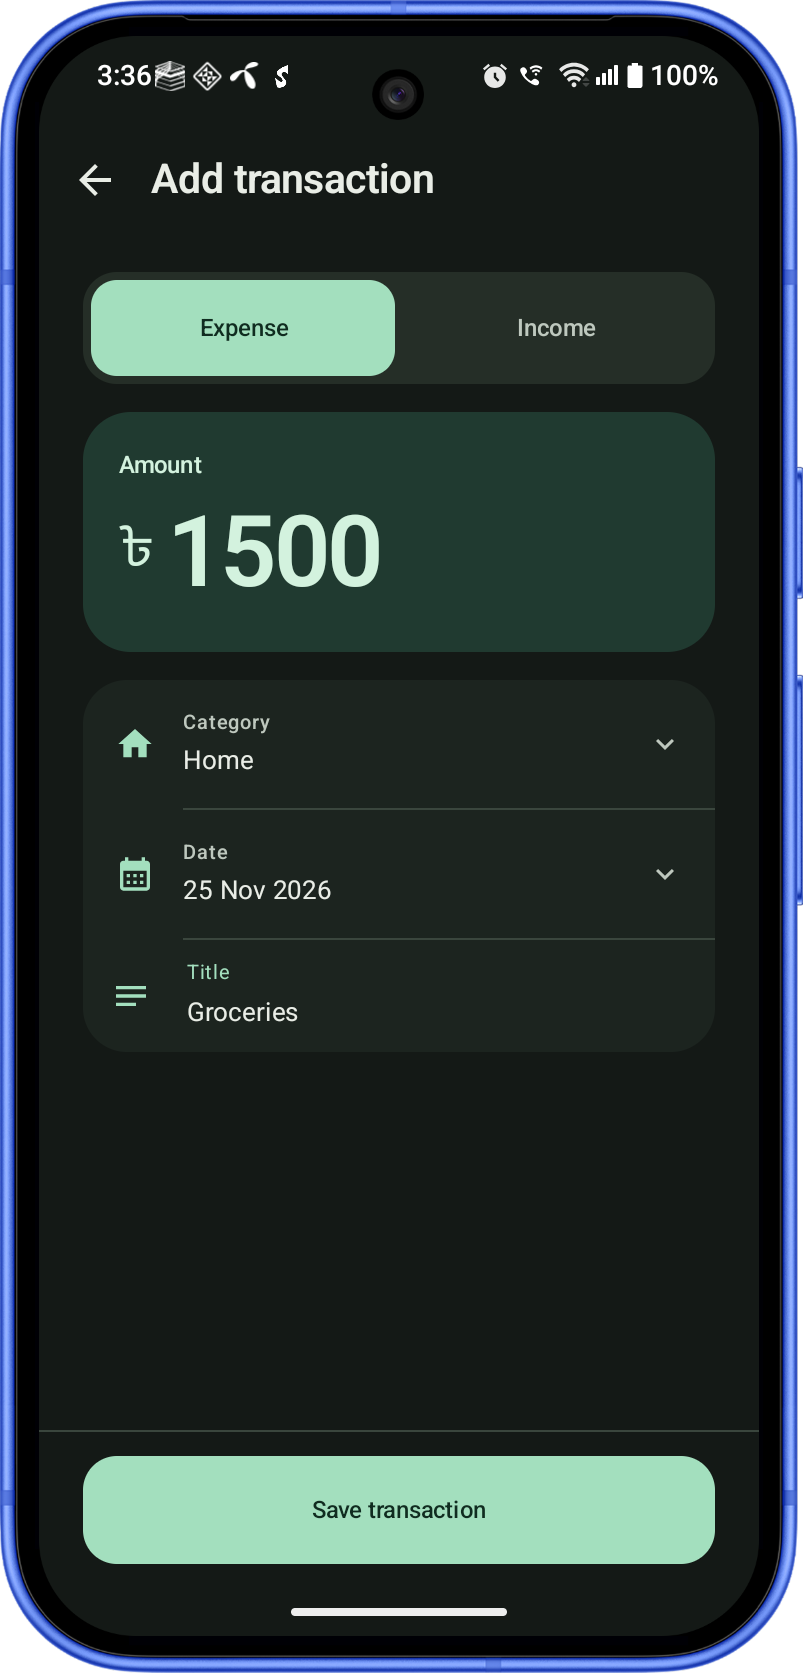 3:36 100%
Add transaction
Expense Income
Amount
৳ 1500
Category
Home
Date
25 Nov 2026
Title
Groceries
Save transaction